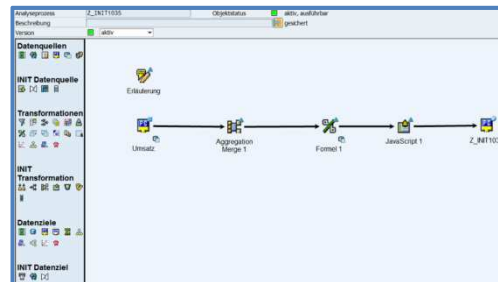 Analyseprozess Z_INIT1035 Objektstatus aktiv, ausführbar
Beschreibung gesichert
Version aktiv
Datenquellen
INIT Datenquelle
Transformationen
INIT
Transformation
Datenziele
INIT Datenziel
Erläuterung
Umsatz
Aggregation
Merge 1
Formel 1
JavaScript 1
Z_INIT103